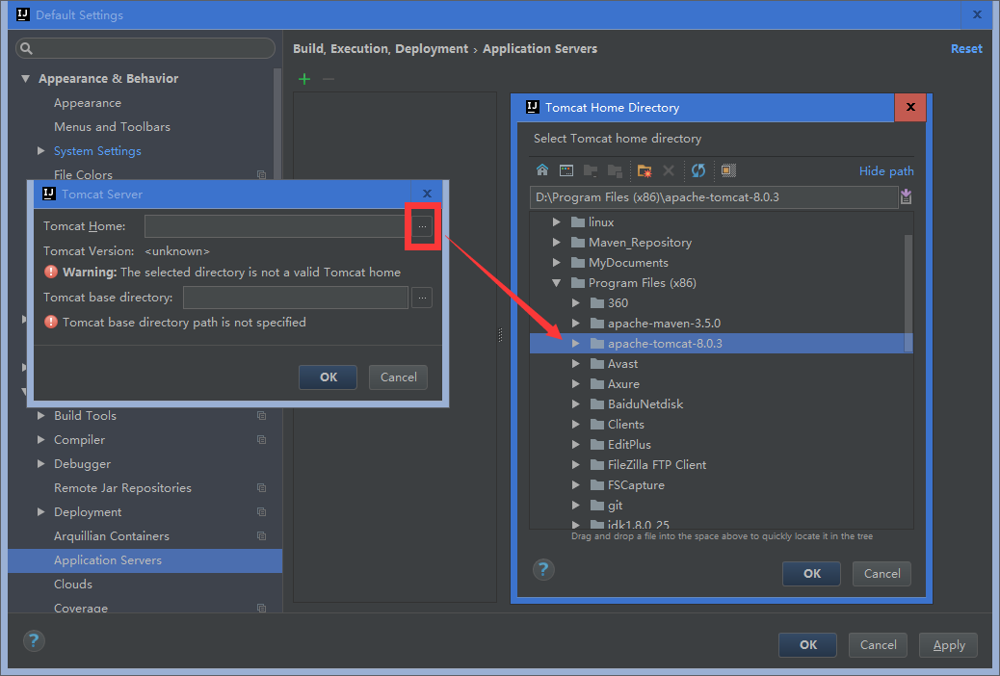 Default Settings
Build, Execution, Deployment › Application Servers
Reset
Appearance & Behavior
Appearance
Menus and Toolbars
System Settings
File Colors
Tomcat Server
Tomcat Home:
...
Tomcat Version: <unknown>
Warning: The selected directory is not a valid Tomcat home
Tomcat base directory:
...
Tomcat base directory path is not specified
OK
Cancel
Build Tools
Compiler
Debugger
Remote Jar Repositories
Deployment
Arquillian Containers
Application Servers
Clouds
Coverage
Tomcat Home Directory
Select Tomcat home directory
Hide path
D:\Program Files (x86)\apache-tomcat-8.0.3
linux
Maven_Repository
MyDocuments
Program Files (x86)
360
apache-maven-3.5.0
apache-tomcat-8.0.3
Avast
Axure
BaiduNetdisk
Clients
EditPlus
FileZilla FTP Client
FSCapture
git
jdk1.8.0_25
Drag and drop a file into the space above to quickly locate it in the tree
?
OK
Cancel
?
OK
Cancel
Apply